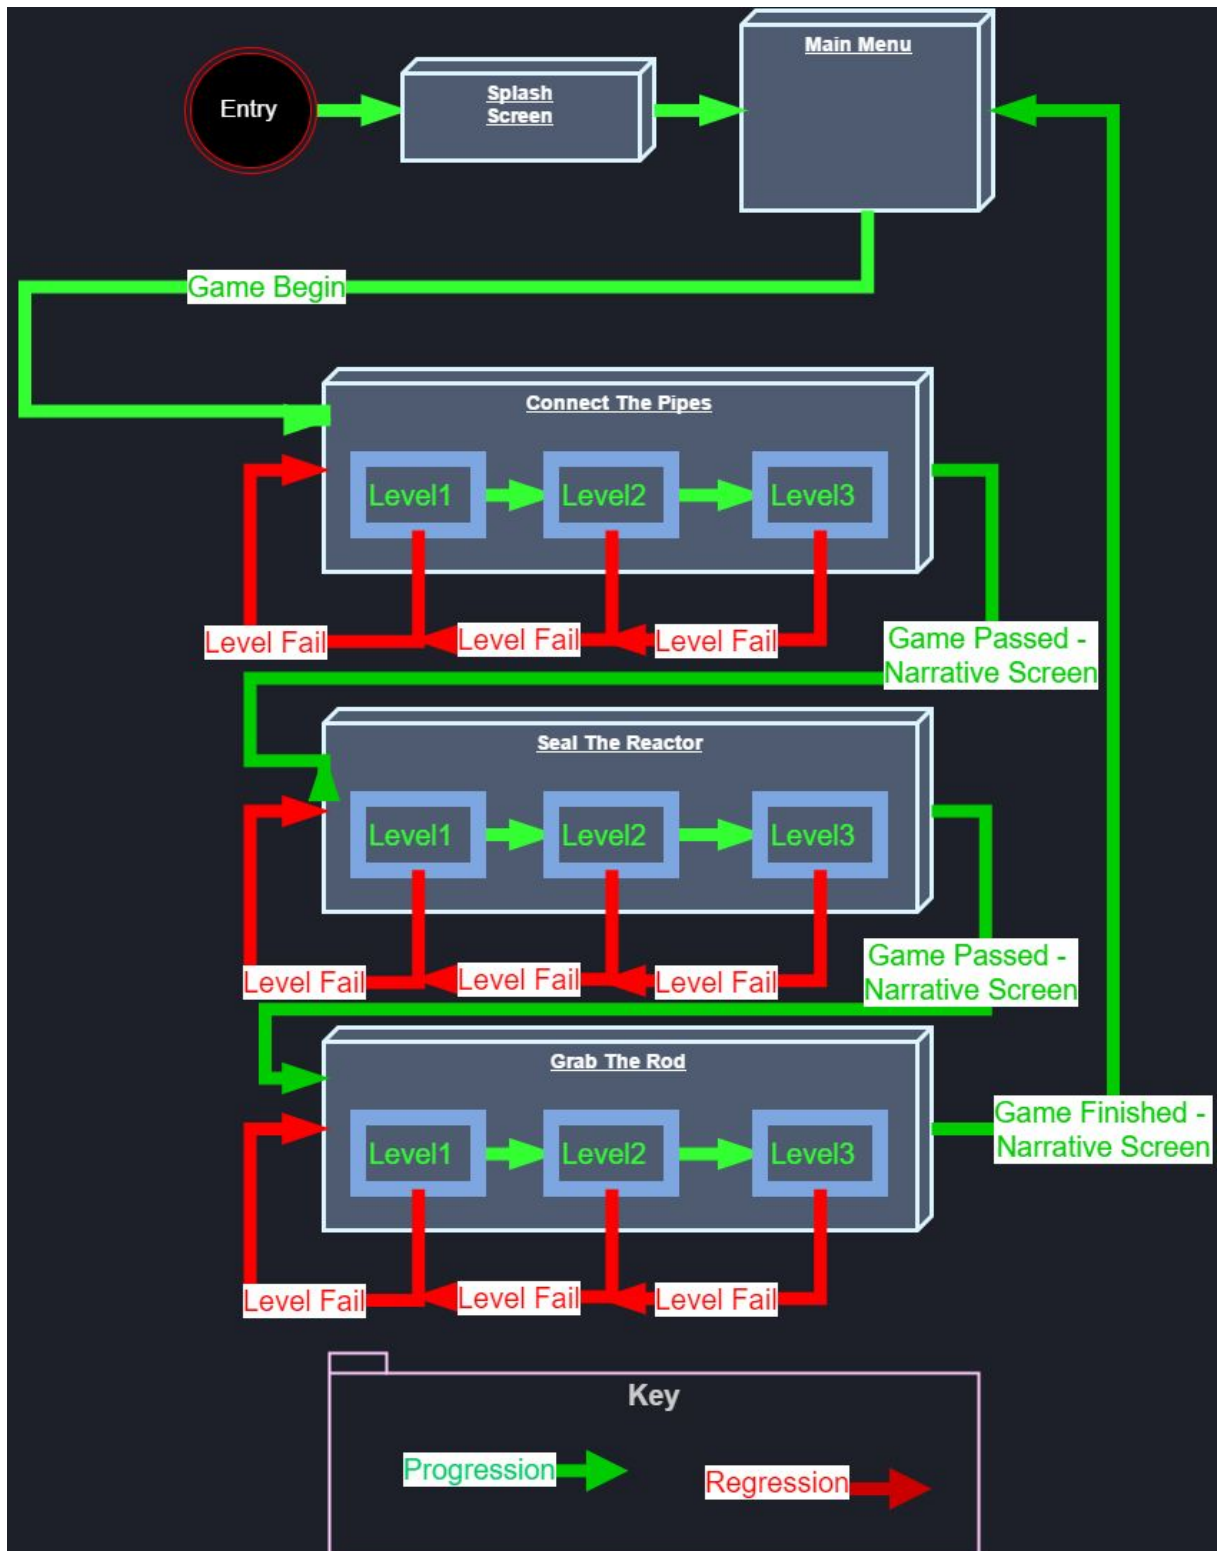 Entry
Splash
Screen
Main Menu
Game Begin
Connect The Pipes
Level1
Level2
Level3
Level Fail
Level Fail
Level Fail
Game Passed -
Narrative Screen
Seal The Reactor
Level1
Level2
Level3
Level Fail
Level Fail
Level Fail
Game Passed -
Narrative Screen
Grab The Rod
Level1
Level2
Level3
Level Fail
Level Fail
Level Fail
Game Finished -
Narrative Screen
Key
Progression
Regression